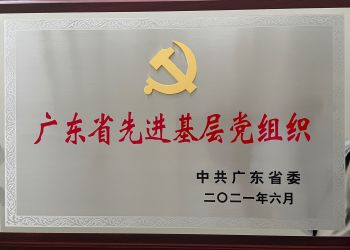 广东省先进基层党组织
中共广东省委
二〇二一年六月